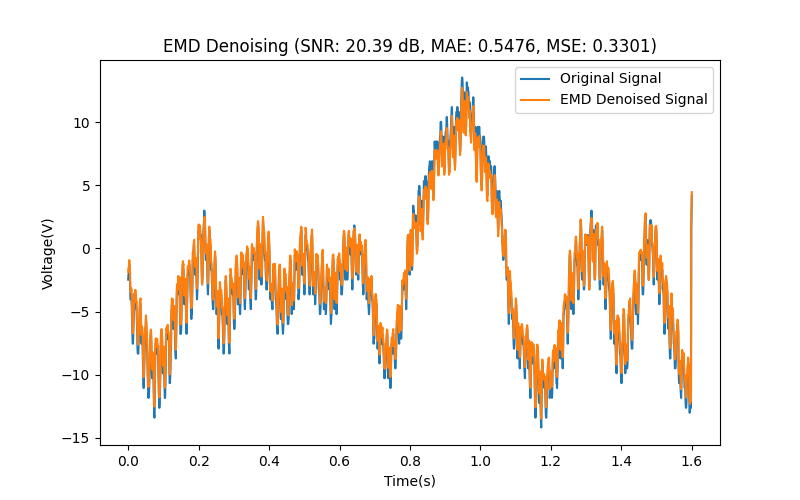 EMD Denoising (SNR: 20.39 dB, MAE: 0.5476, MSE: 0.3301)
Original Signal
EMD Denoised Signal
10
5
0
−5
−10
−15
Voltage(V)
0.0 0.2 0.4 0.6 0.8 1.0 1.2 1.4 1.6
Time(s)